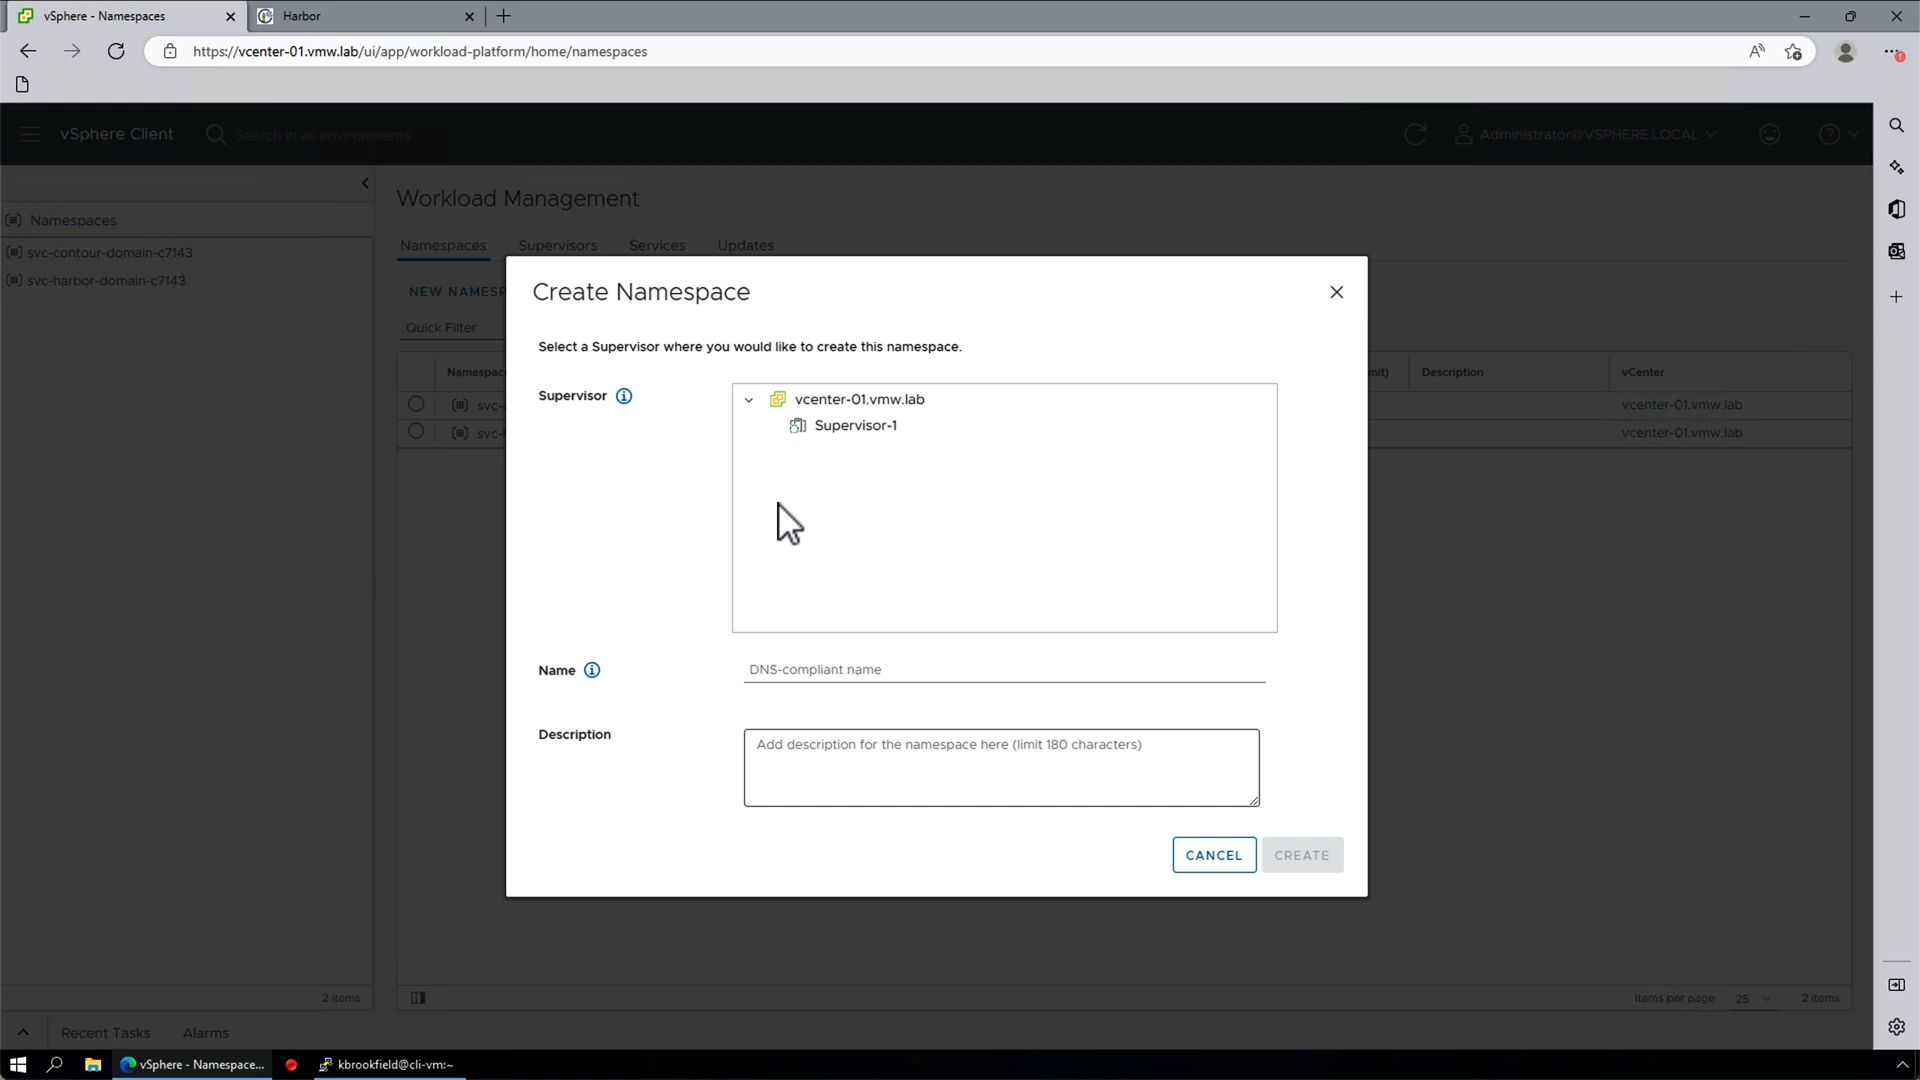 vSphere - Namespaces
Harbor
https://vcenter-01.vmw.lab/ui/app/workload-platform/home/namespaces
vSphere Client
Search in all environments
Administrator@VSPHERE.LOCAL
Namespaces
svc-contour-domain-c7143
svc-harbor-domain-c7143
2 items
Workload Management
Namespaces
Supervisors
Services
Updates
NEW NAMESP
Quick Filter
Namespac
mit)
Description
vCenter
svc-
vcenter-01.vmw.lab
svc-
vcenter-01.vmw.lab
Create Namespace
Select a Supervisor where you would like to create this namespace.
Supervisor
vcenter-01.vmw.lab
Supervisor-1
Name
DNS-compliant name
Description
Add description for the namespace here (limit 180 characters)
CANCEL
CREATE
Items per page
25
2 items
Recent Tasks
Alarms
vSphere - Namespace...
kbrookfield@cli-vm:~